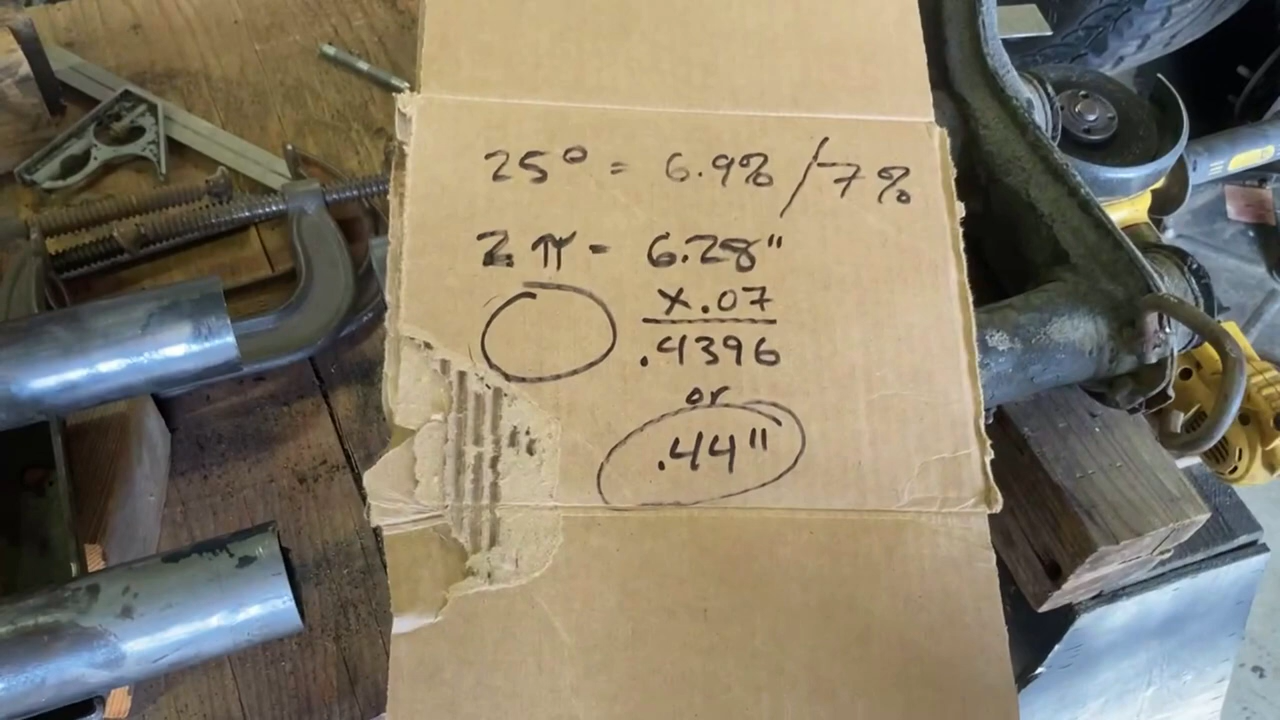 25° = 6.9% / 7%
2π = 6.28"
x.07
.4396
or
.44"